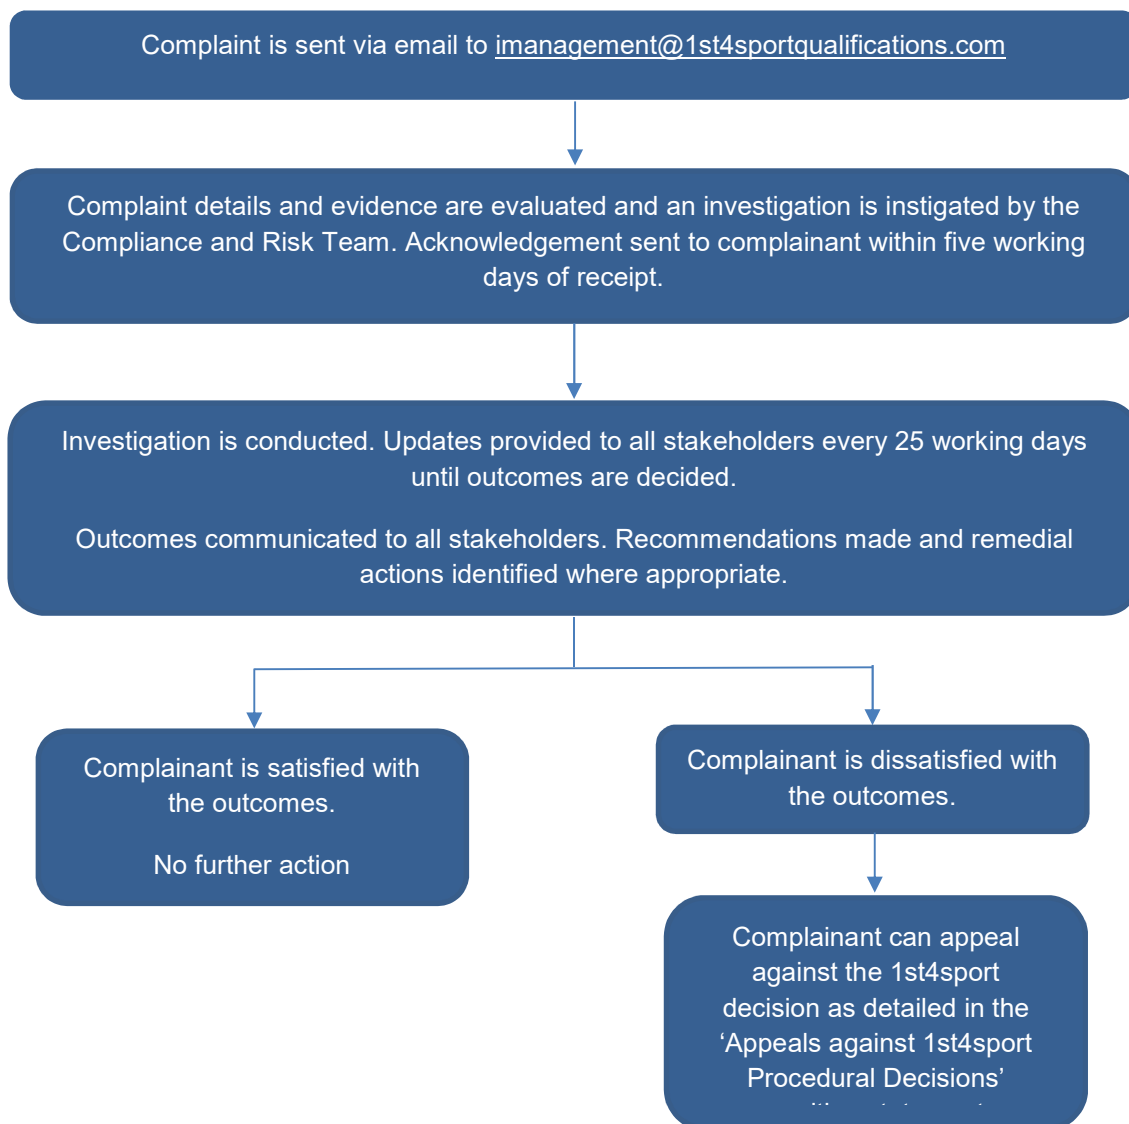 Complaint is sent via email to imanagement@1st4sportqualifications.com
Complaint details and evidence are evaluated and an investigation is instigated by the
Compliance and Risk Team. Acknowledgement sent to complainant within five working
days of receipt.
Investigation is conducted. Updates provided to all stakeholders every 25 working days
until outcomes are decided.
Outcomes communicated to all stakeholders. Recommendations made and remedial
actions identified where appropriate.
Complainant is satisfied with
the outcomes.
No further action
Complainant is dissatisfied with
the outcomes.
Complainant can appeal
against the 1st4sport
decision as detailed in the
‘Appeals against 1st4sport
Procedural Decisions’